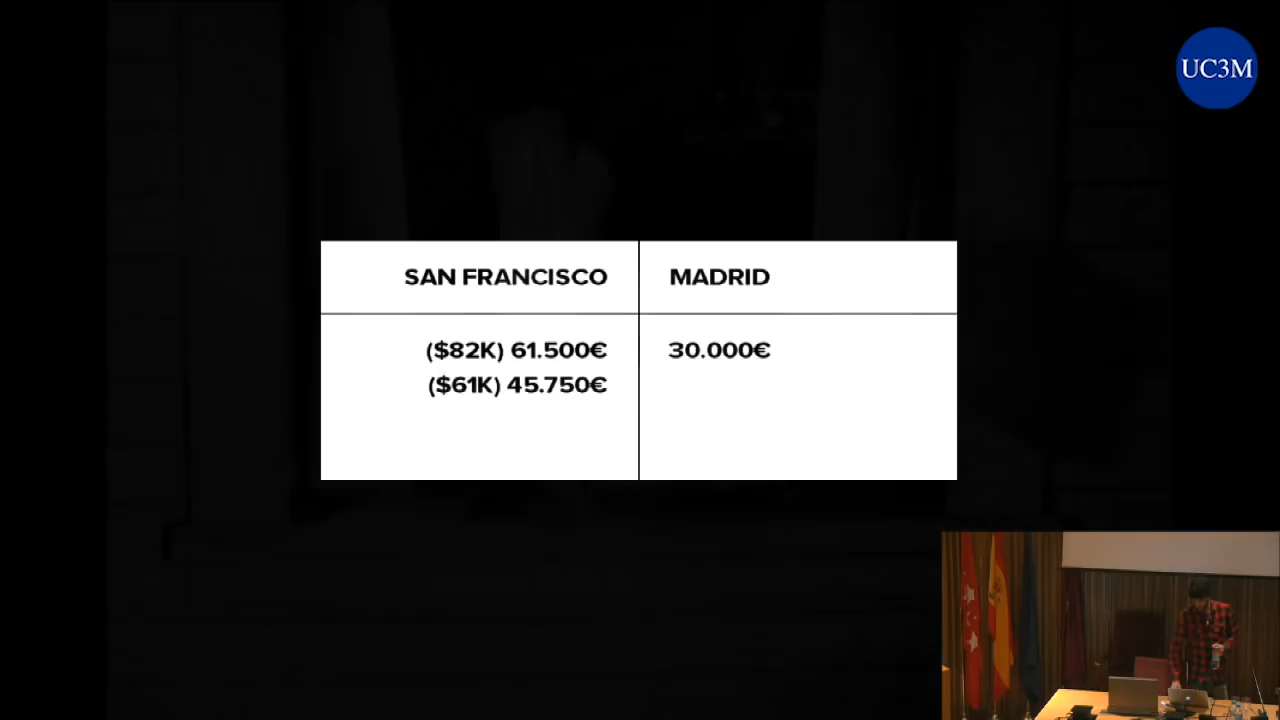 UC3M
SAN FRANCISCO
MADRID
($82K) 61.500€
30.000€
($61K) 45.750€